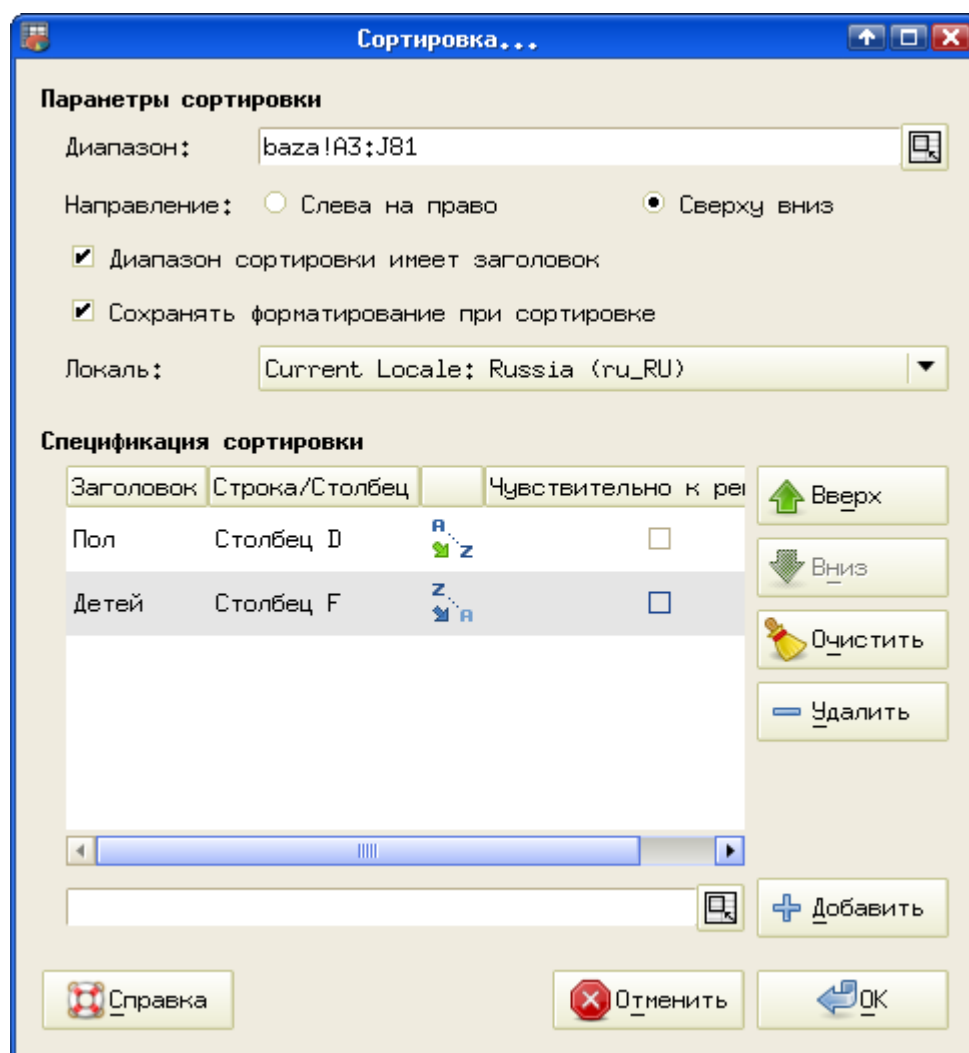 Сортировка...
Параметры сортировки
Диапазон: baza!A3:J81
Направление: Слева на право Сверху вниз
Диапазон сортировки имеет заголовок
Сохранять форматирование при сортировке
Локаль: Current Locale: Russia (ru_RU)
Спецификация сортировки
Заголовок Строка/Столбец Чувствительно к рег
Вверх
Пол Столбец D A Z
Вниз
Детей Столбец F Z A
Очистить
Удалить
Добавить
Справка Отменить OK